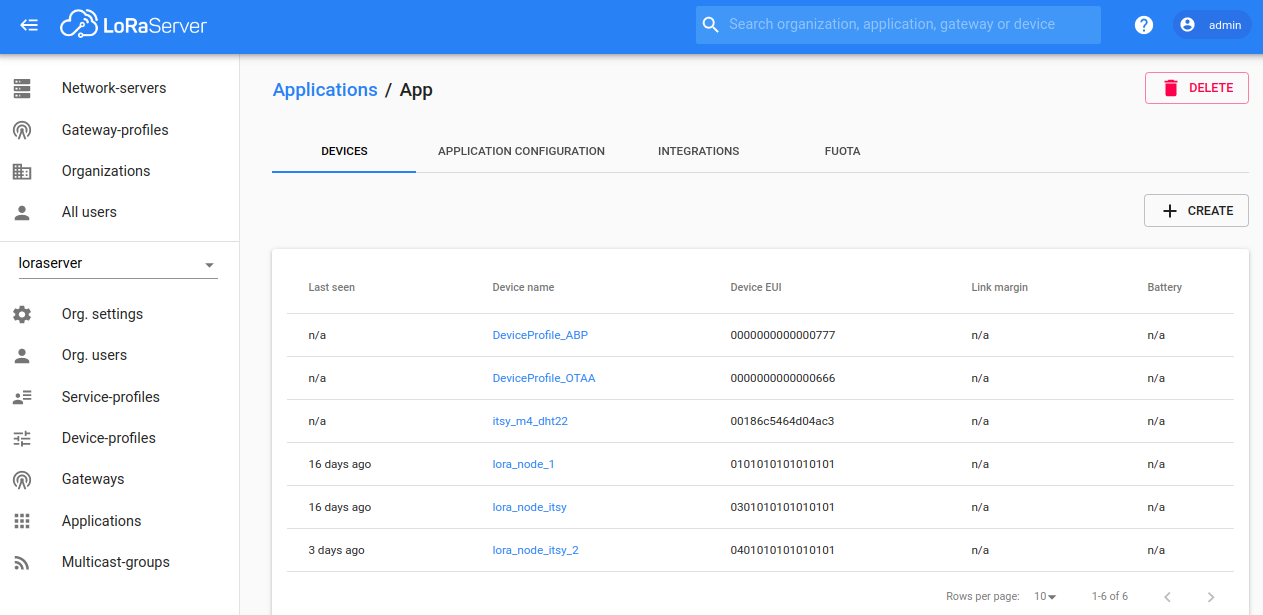 LoRaServer
Search organization, application, gateway or device
? admin
Network-servers
Gateway-profiles
Organizations
All users
loraserver
Org. settings
Org. users
Service-profiles
Device-profiles
Gateways
Applications
Multicast-groups
Applications / App
DELETE
DEVICES APPLICATION CONFIGURATION INTEGRATIONS FUOTA
+ CREATE
Last seen Device name Device EUI Link margin Battery
n/a DeviceProfile_ABP 0000000000000777 n/a n/a
n/a DeviceProfile_OTAA 0000000000000666 n/a n/a
n/a itsy_m4_dht22 00186c5464d04ac3 n/a n/a
16 days ago lora_node_1 0101010101010101 n/a n/a
16 days ago lora_node_itsy 0301010101010101 n/a n/a
3 days ago lora_node_itsy_2 0401010101010101 n/a n/a
Rows per page: 10 1-6 of 6